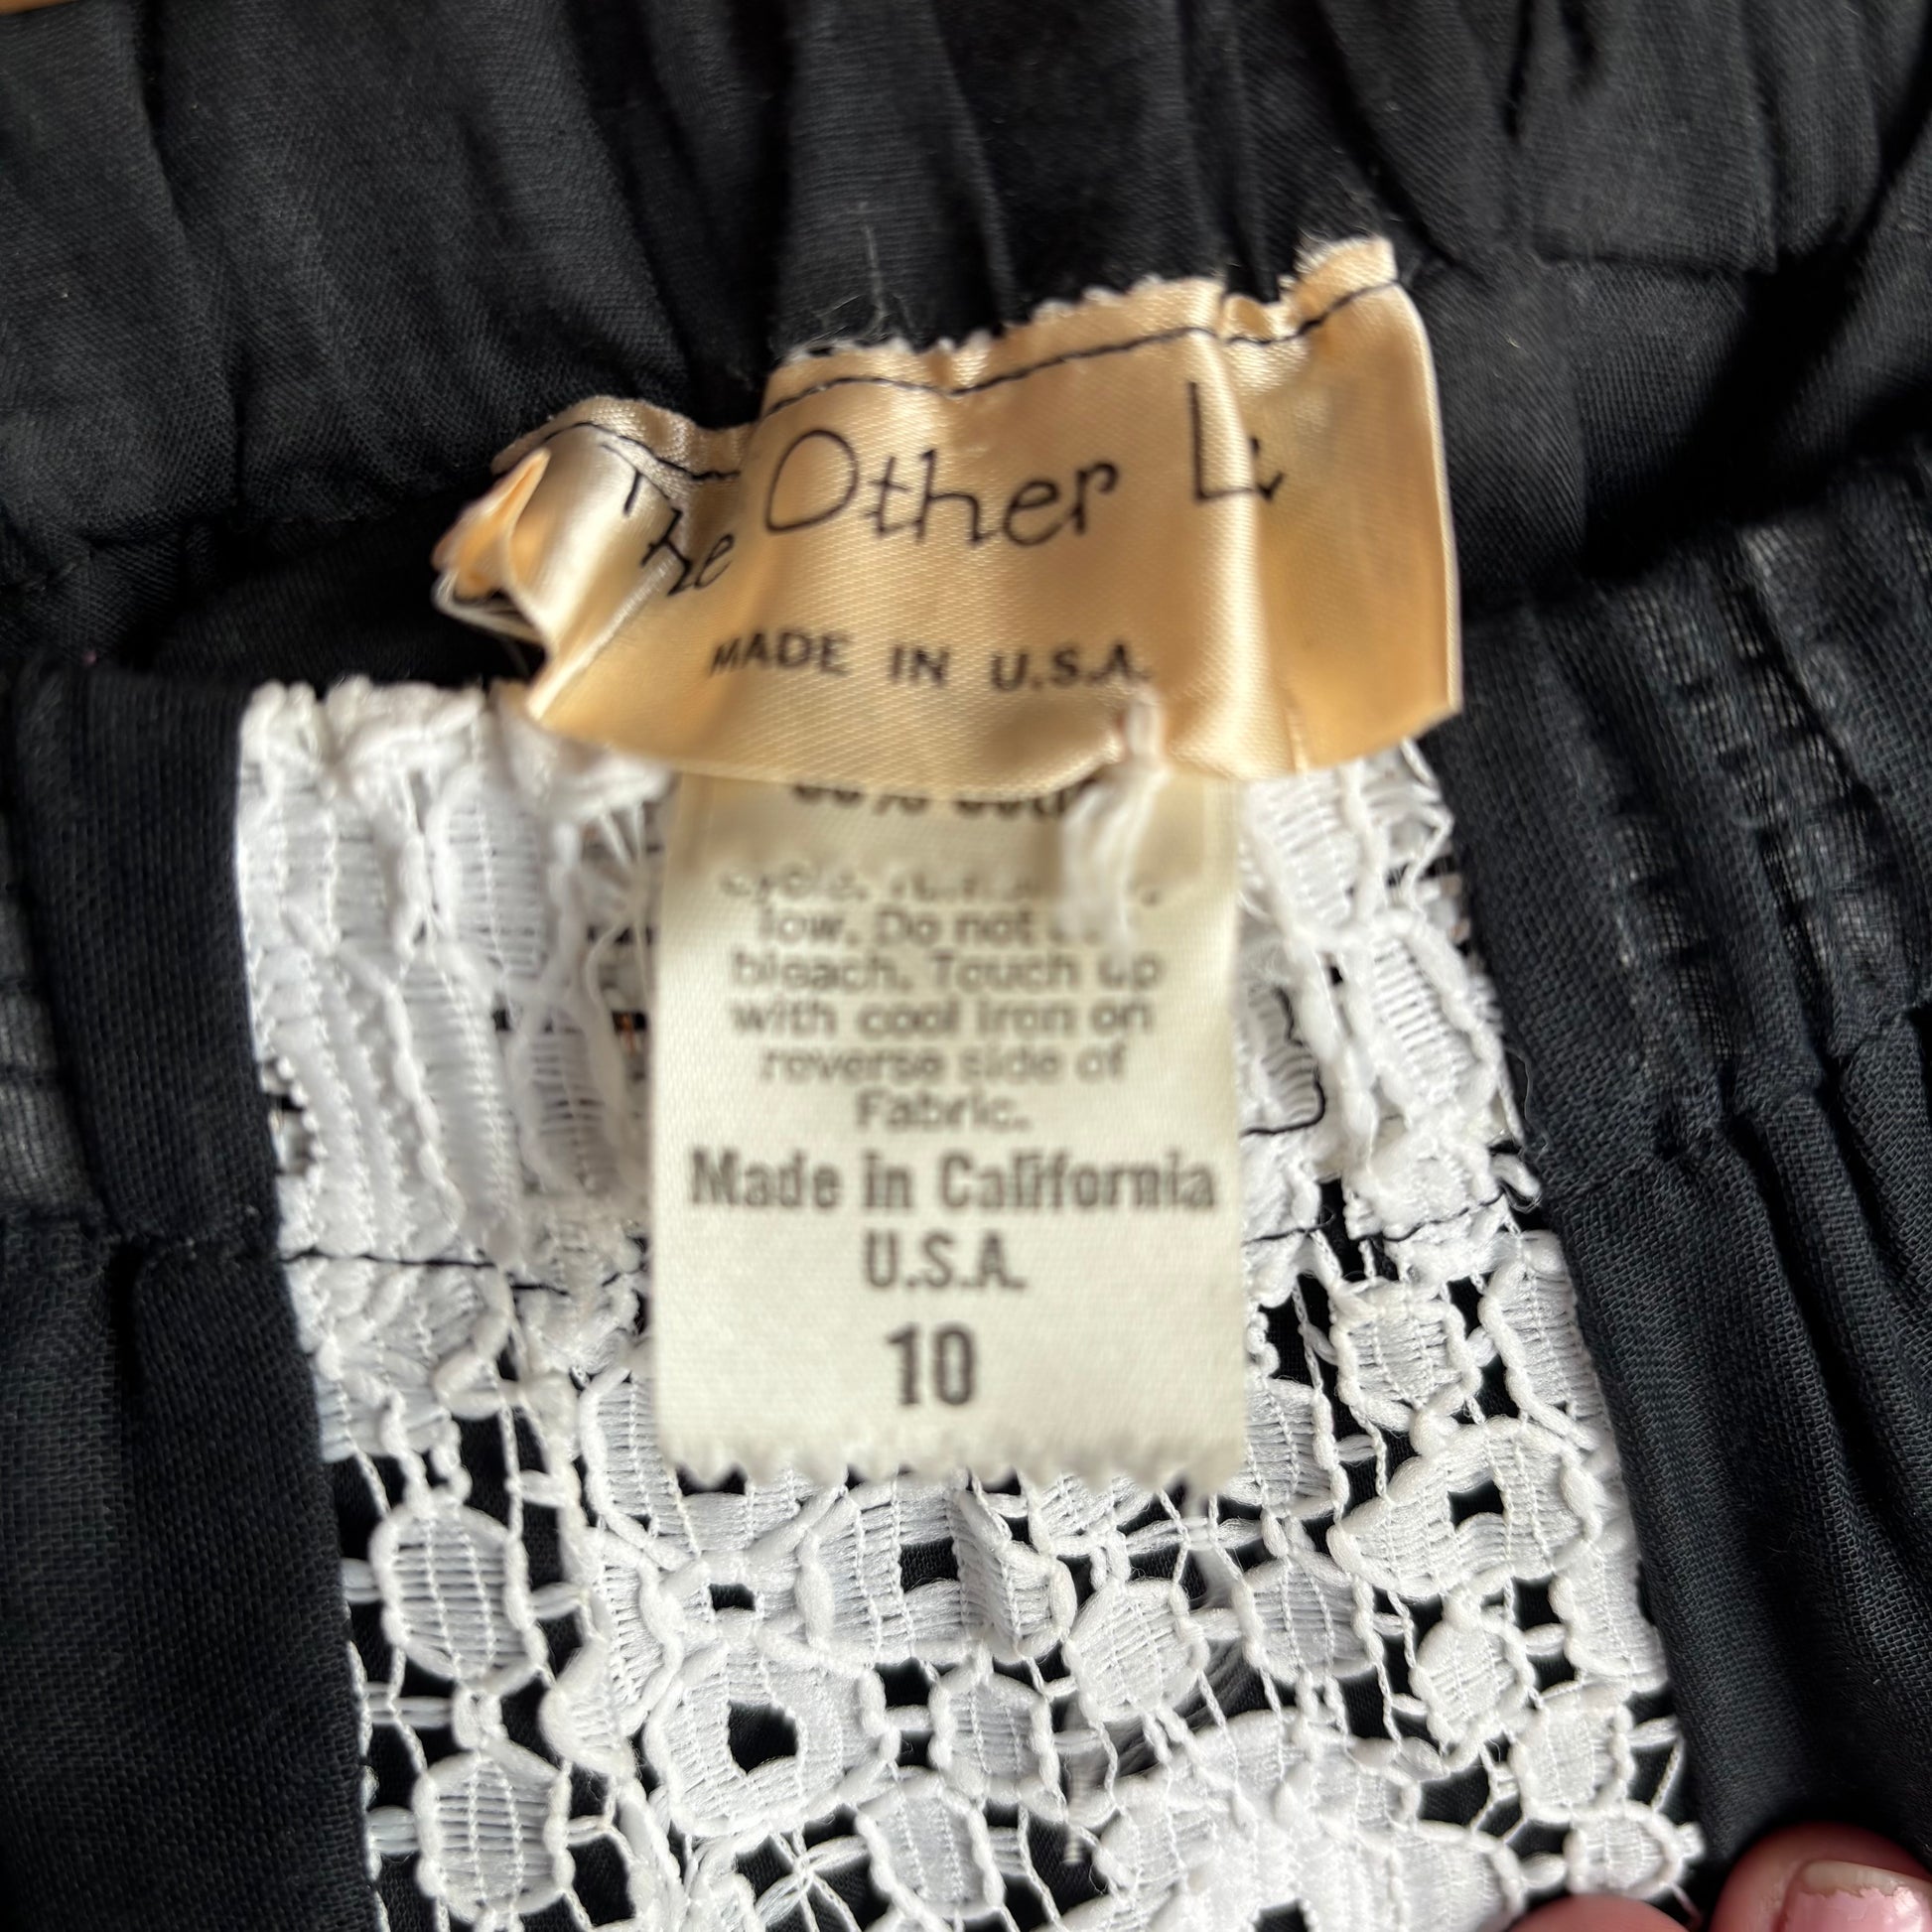 The Other
MADE IN U.S.A.
low. Do not
bleach. Touch up
with cool iron on
reverse side of
Fabric.
Made in California
U.S.A.
10